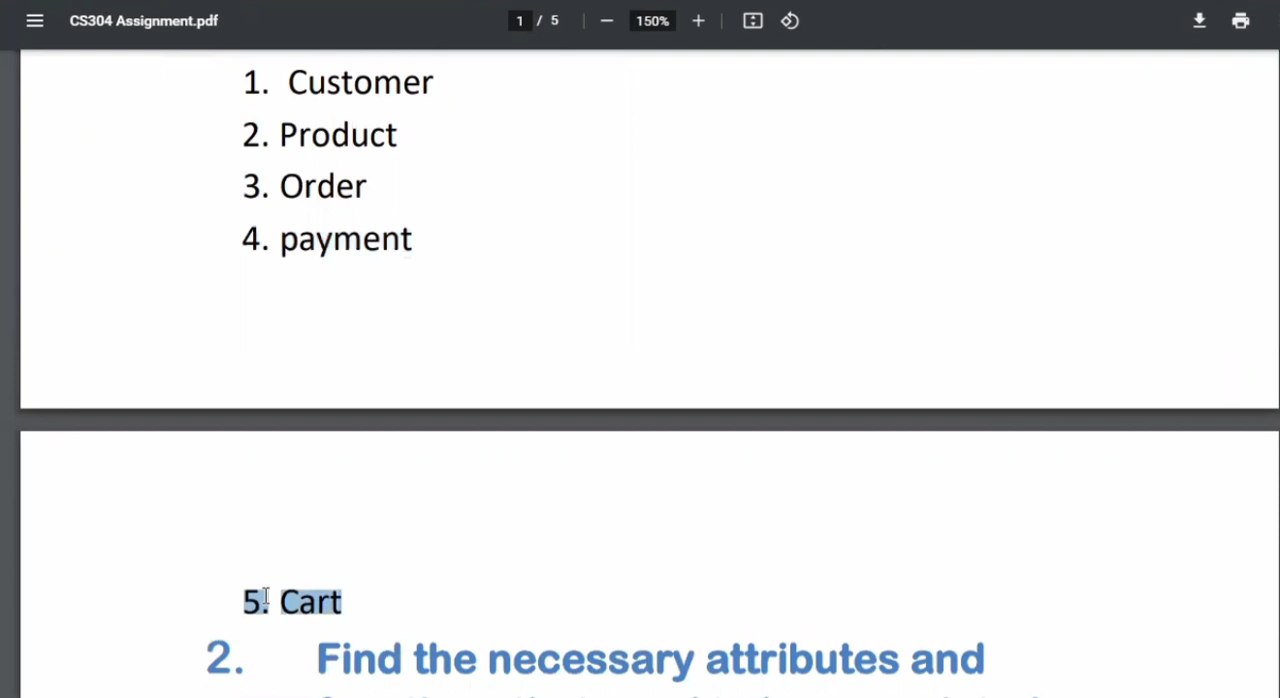 CS304 Assignment.pdf
1 / 5
150%
1. Customer
2. Product
3. Order
4. payment
5. Cart
2. Find the necessary attributes and